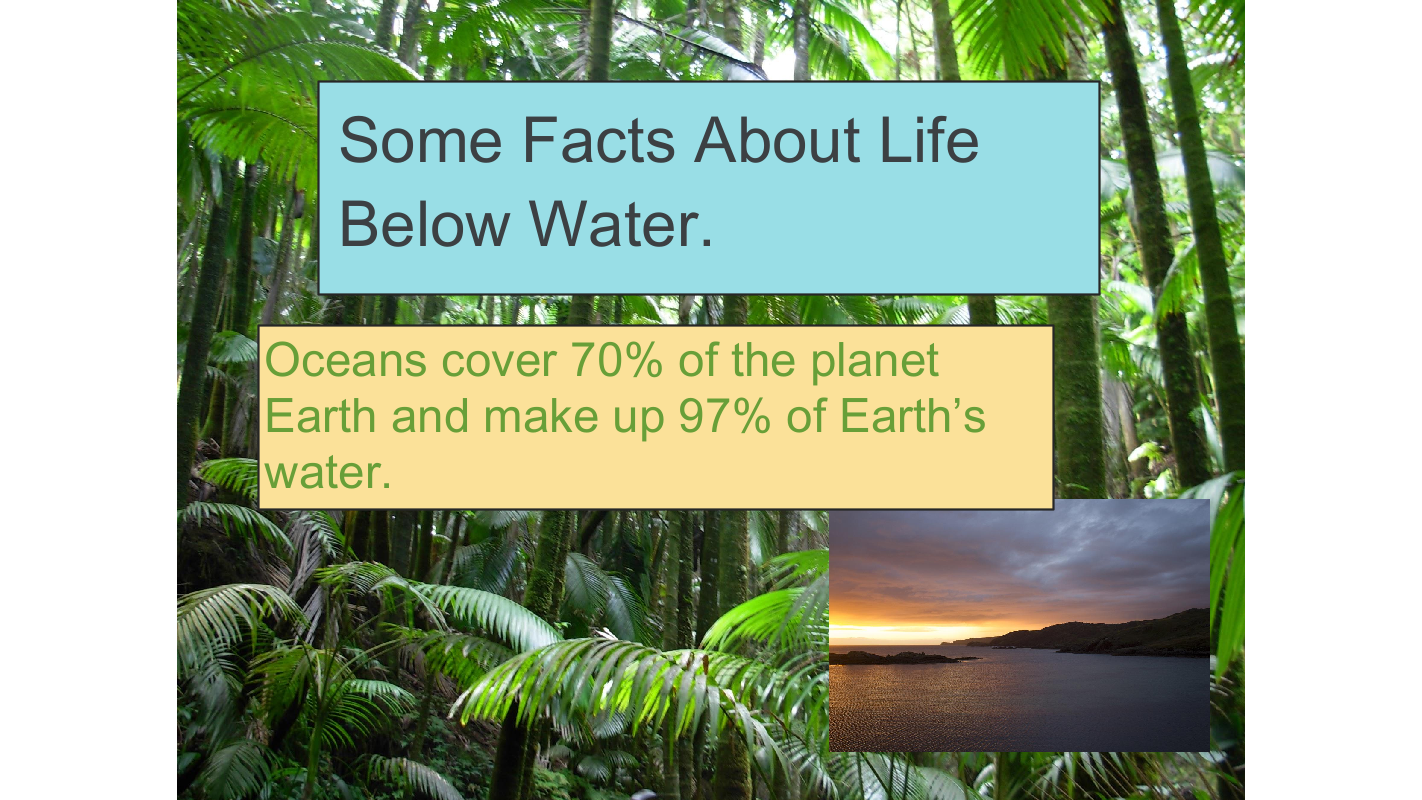 Some Facts About Life
Below Water.
Oceans cover 70% of the planet
Earth and make up 97% of Earth’s
water.